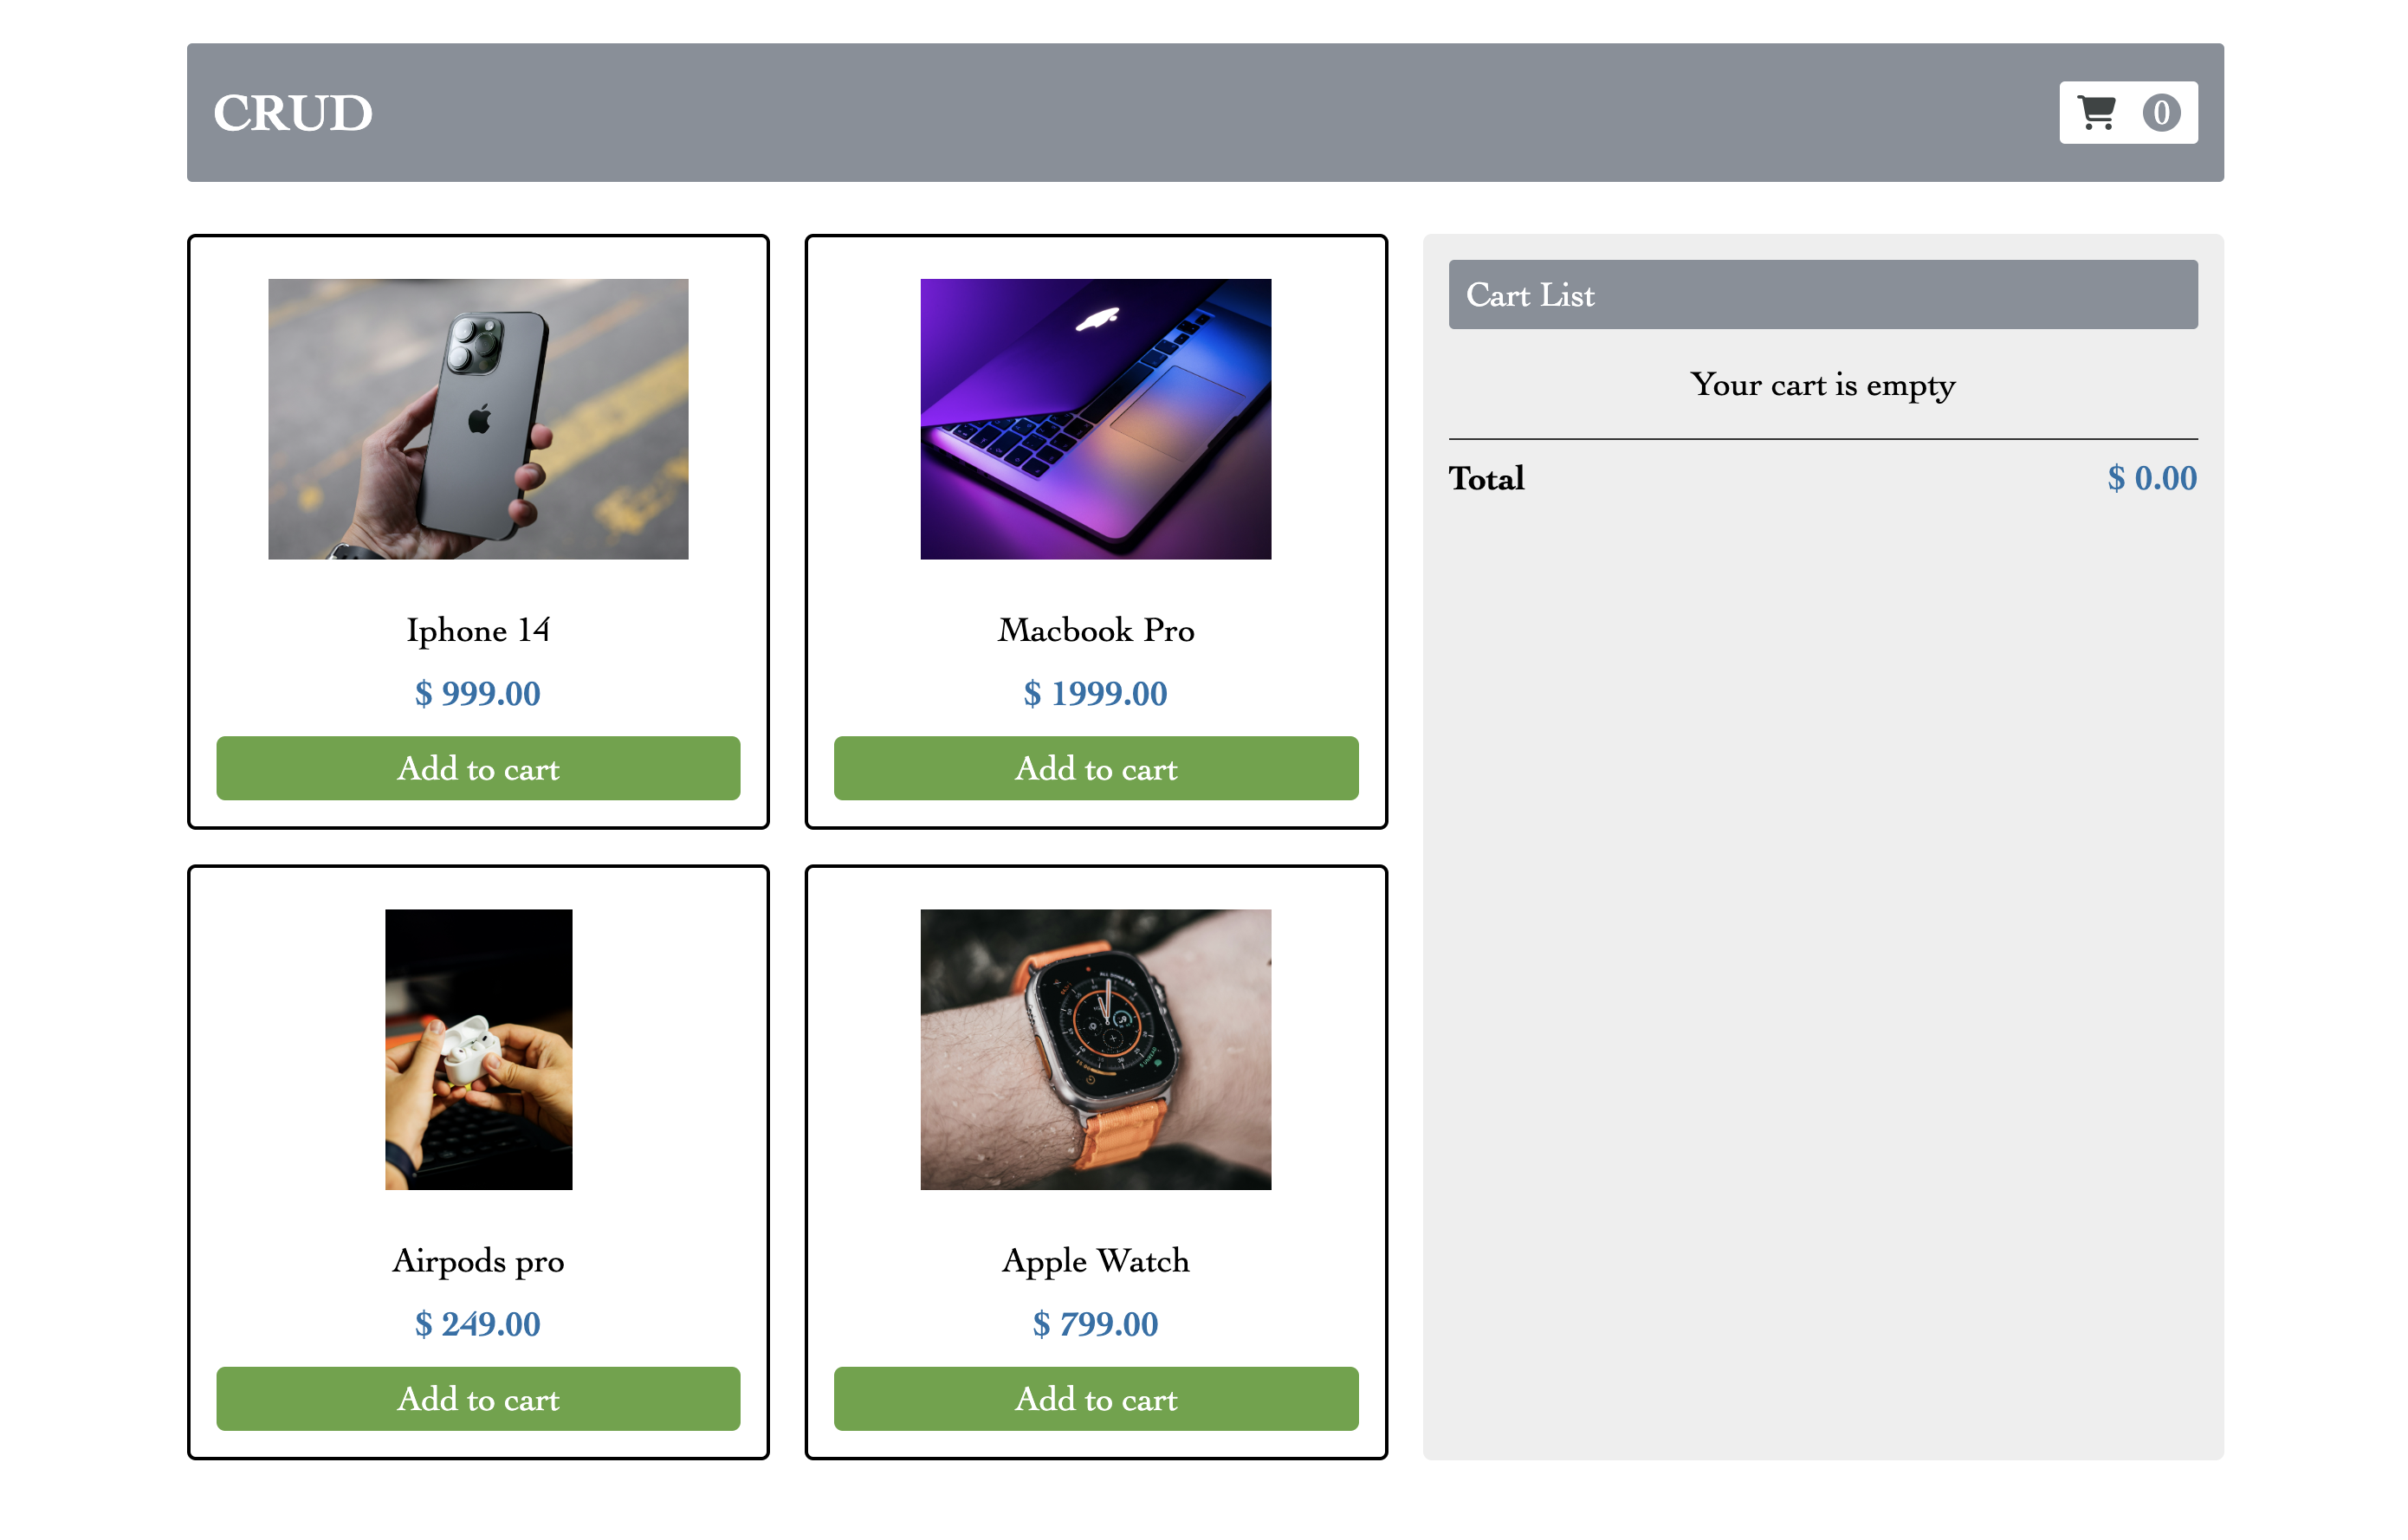 CRUD
0
Iphone 14
$ 999.00
Add to cart
Macbook Pro
$ 1999.00
Add to cart
Airpods pro
$ 249.00
Add to cart
Apple Watch
$ 799.00
Add to cart
Cart List
Your cart is empty
Total
$ 0.00